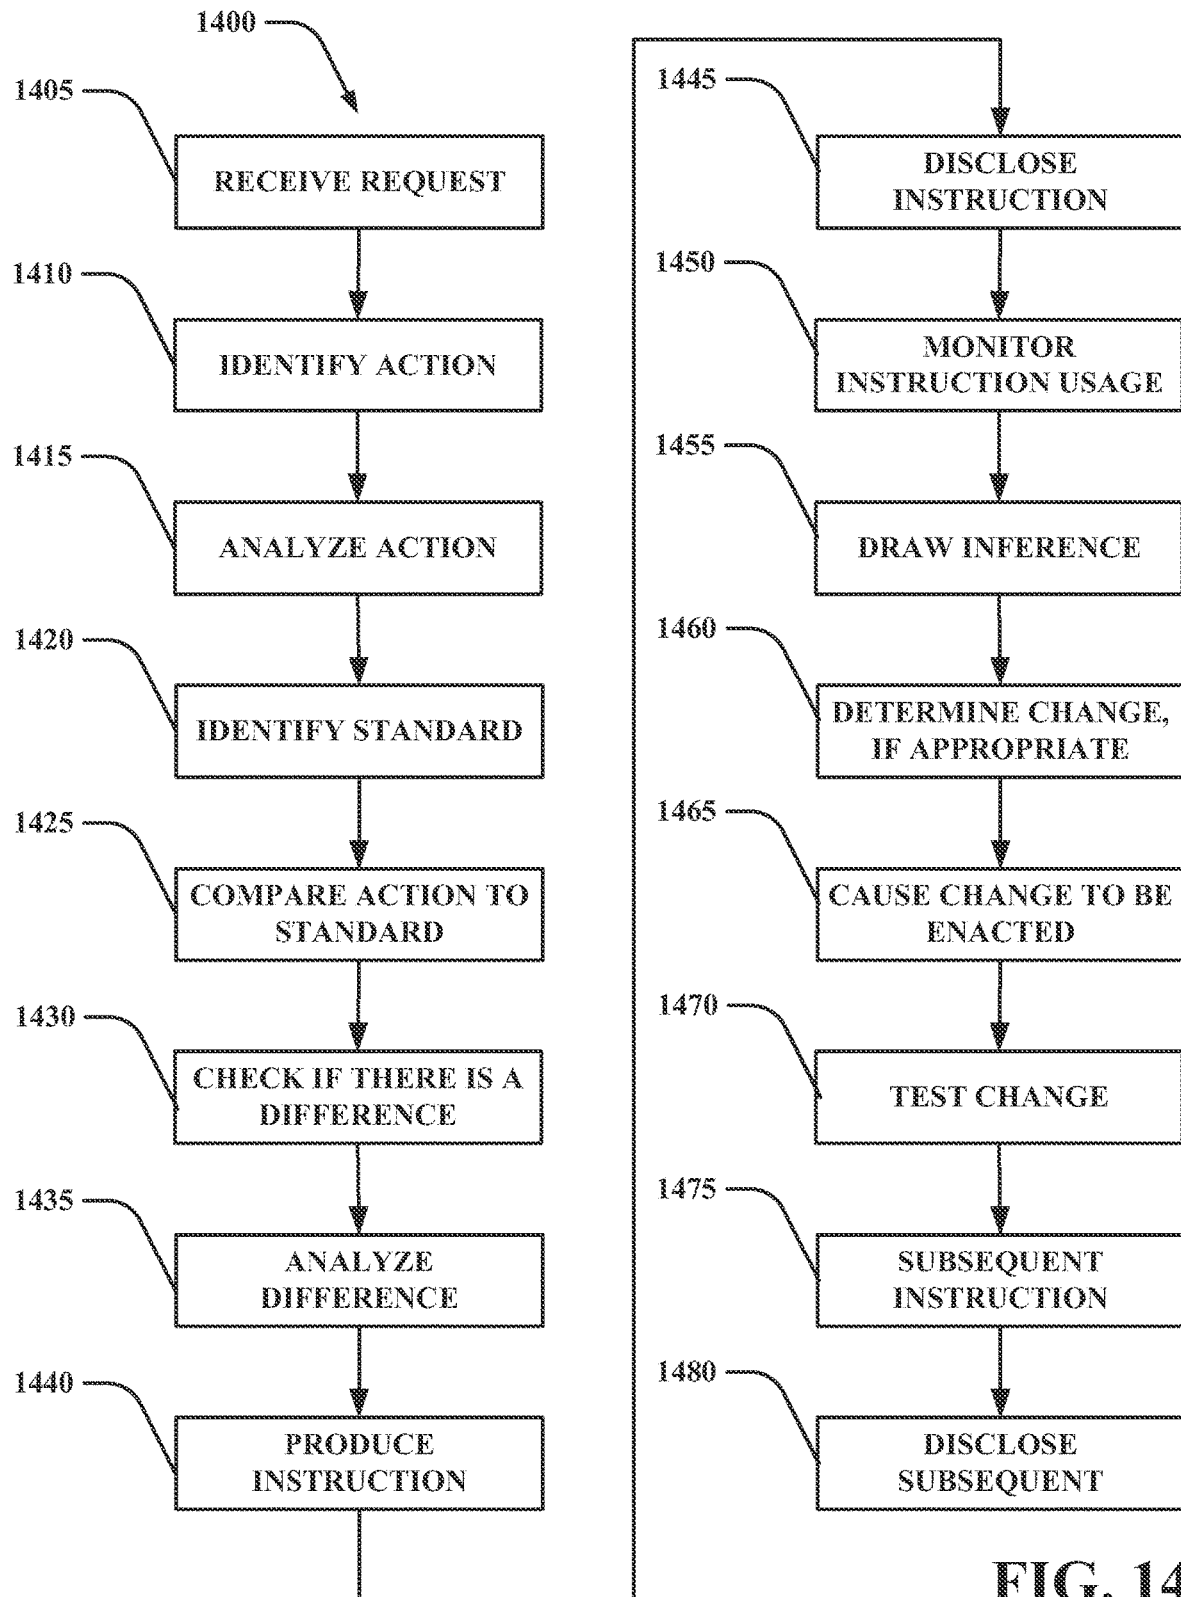 1400
1405
RECEIVE REQUEST
1410
IDENTIFY ACTION
1415
ANALYZE ACTION
1420
IDENTIFY STANDARD
1425
COMPARE ACTION TO
STANDARD
1430
CHECK IF THERE IS A
DIFFERENCE
1435
ANALYZE
DIFFERENCE
1440
PRODUCE
INSTRUCTION
1445
DISCLOSE
INSTRUCTION
1450
MONITOR
INSTRUCTION USAGE
1455
DRAW INFERENCE
1460
DETERMINE CHANGE,
IF APPROPRIATE
1465
CAUSE CHANGE TO BE
ENACTED
1470
TEST CHANGE
1475
SUBSEQUENT
INSTRUCTION
1480
DISCLOSE
SUBSEQUENT
FIG. 14